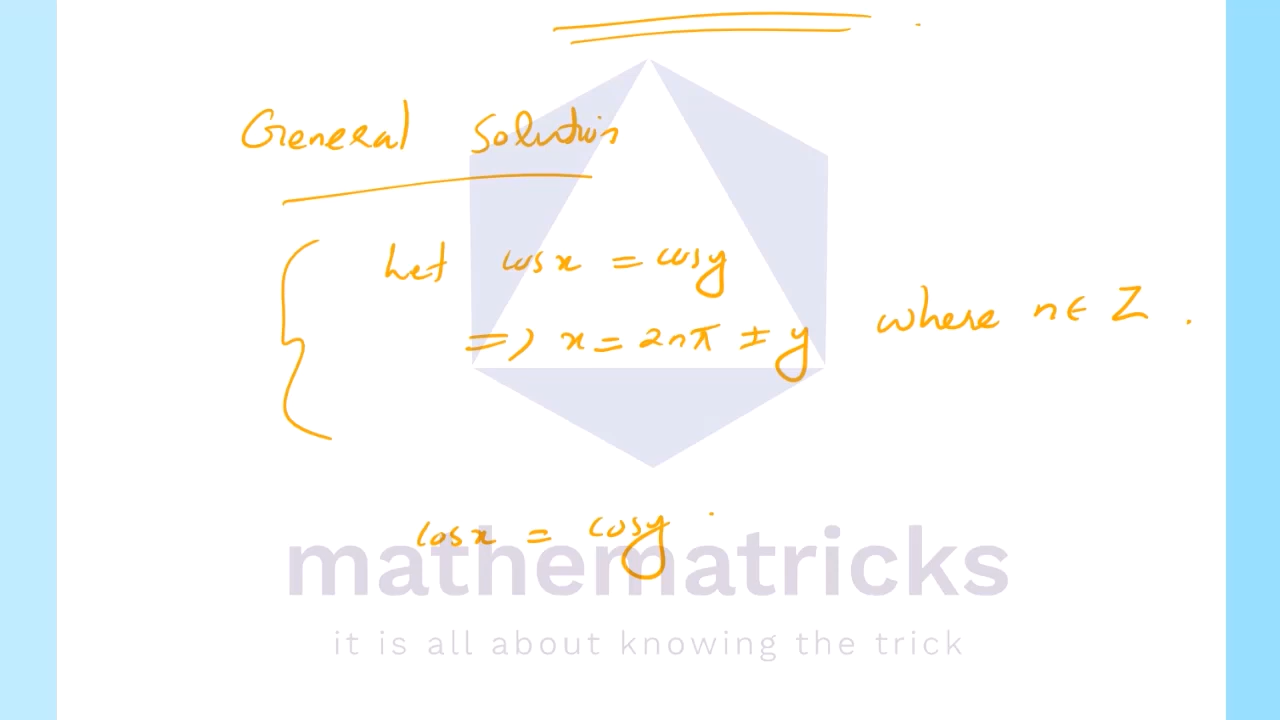 General Solution
Let cos x = cos y
=> x = 2nπ ± y where n ∈ Z .
cos x = cos y
mathematricks
it is all about knowing the trick